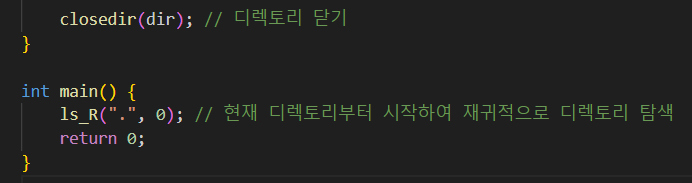 closedir(dir); // 디렉토리 닫기
}
int main() {
ls_R(".", 0); // 현재 디렉토리부터 시작하여 재귀적으로 디렉토리 탐색
return 0;
}